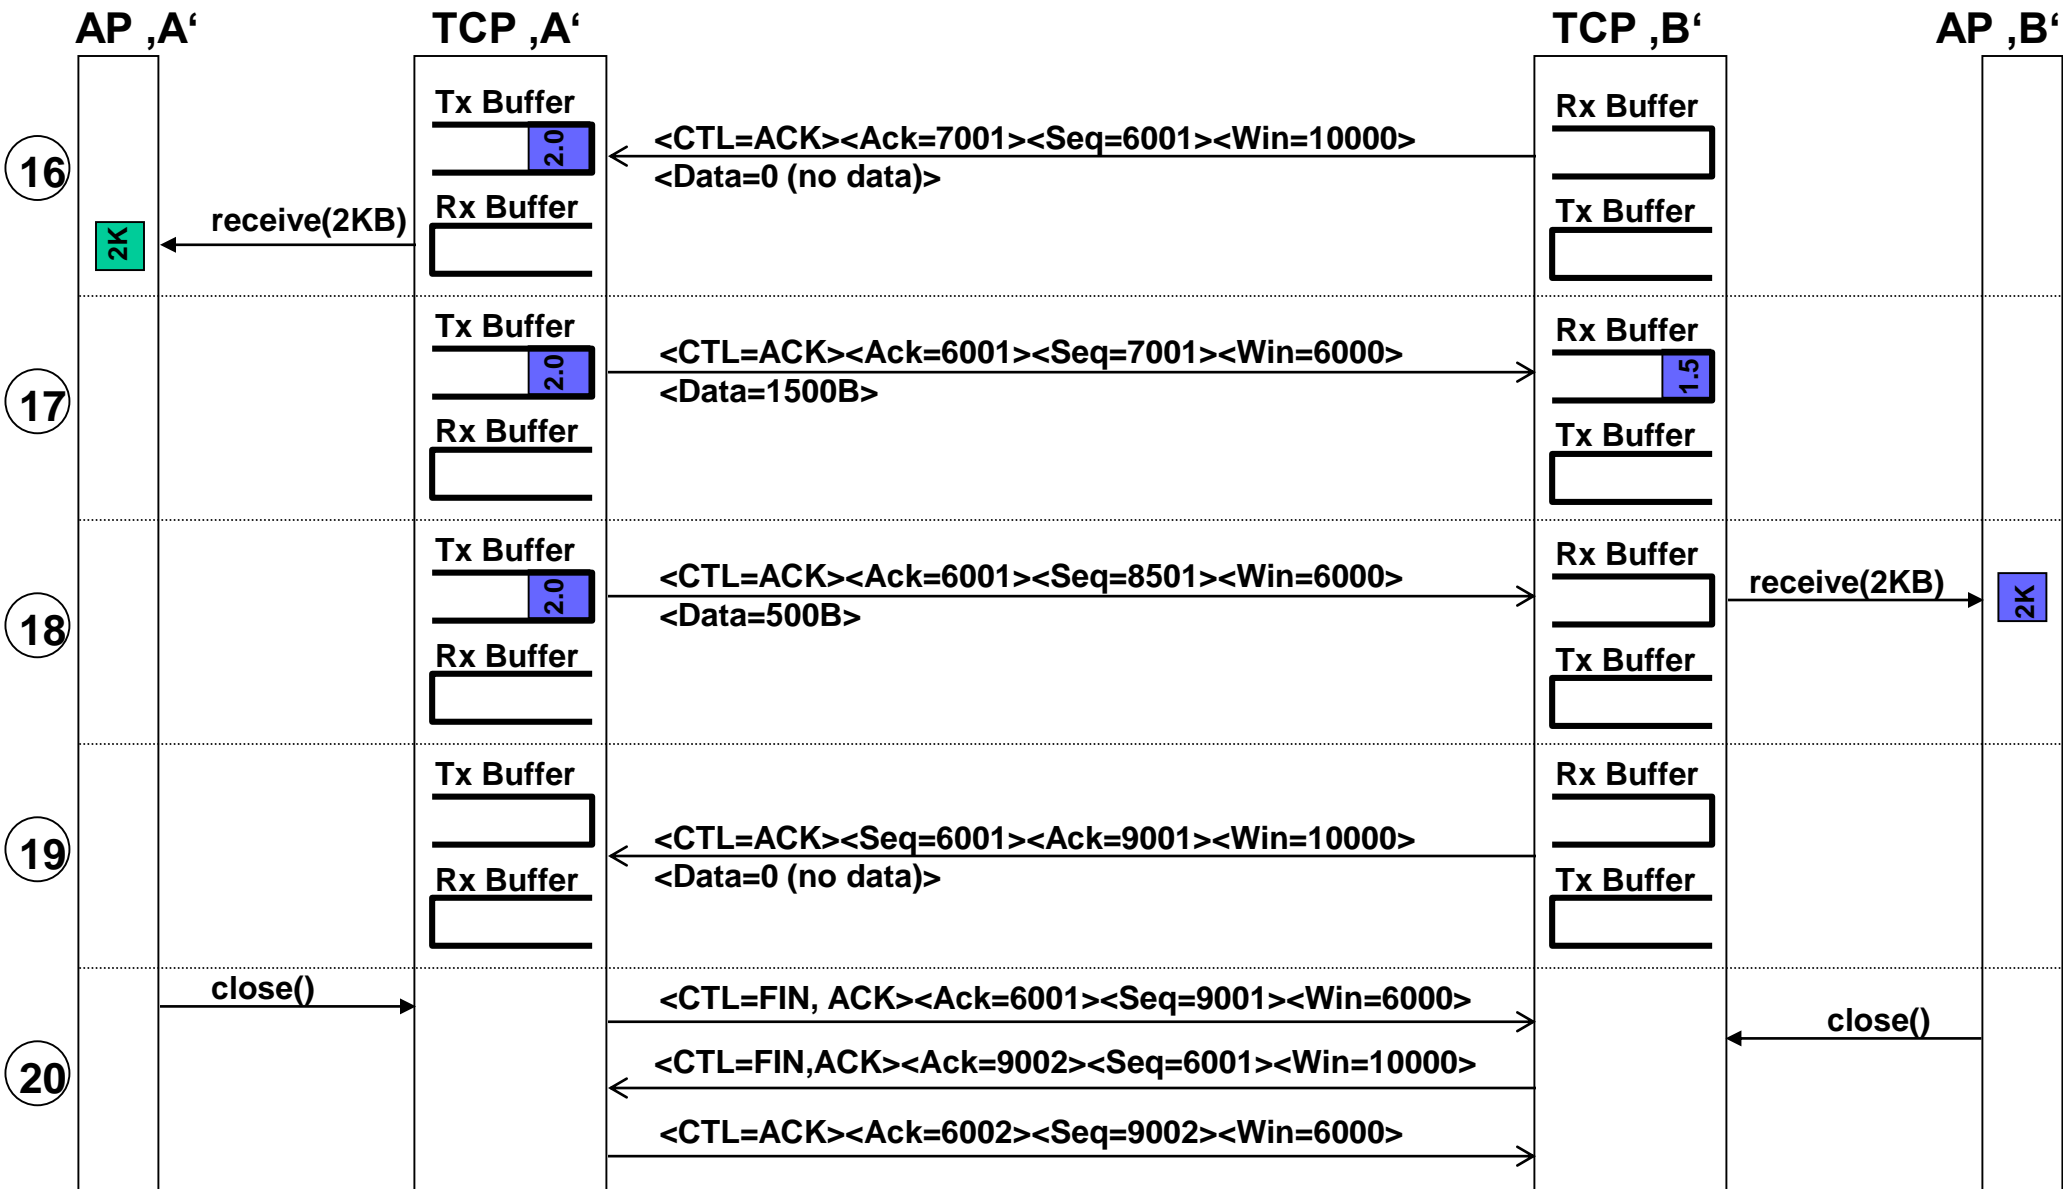 AP ‚A‘
TCP ‚A‘
TCP ‚B‘
AP ‚B‘
16
Tx Buffer
2.0
<CTL=ACK><Ack=7001><Seq=6001><Win=10000>
<Data=0 (no data)>
Rx Buffer
Rx Buffer
receive(2KB)
2K
Tx Buffer
17
Tx Buffer
2.0
<CTL=ACK><Ack=6001><Seq=7001><Win=6000>
<Data=1500B>
Rx Buffer
Rx Buffer
1.5
Tx Buffer
18
Tx Buffer
2.0
<CTL=ACK><Ack=6001><Seq=8501><Win=6000>
<Data=500B>
Rx Buffer
Rx Buffer
receive(2KB)
2K
Tx Buffer
19
Tx Buffer
<CTL=ACK><Seq=6001><Ack=9001><Win=10000>
<Data=0 (no data)>
Rx Buffer
Rx Buffer
Tx Buffer
20
close()
<CTL=FIN, ACK><Ack=6001><Seq=9001><Win=6000>
close()
<CTL=FIN,ACK><Ack=9002><Seq=6001><Win=10000>
<CTL=ACK><Ack=6002><Seq=9002><Win=6000>